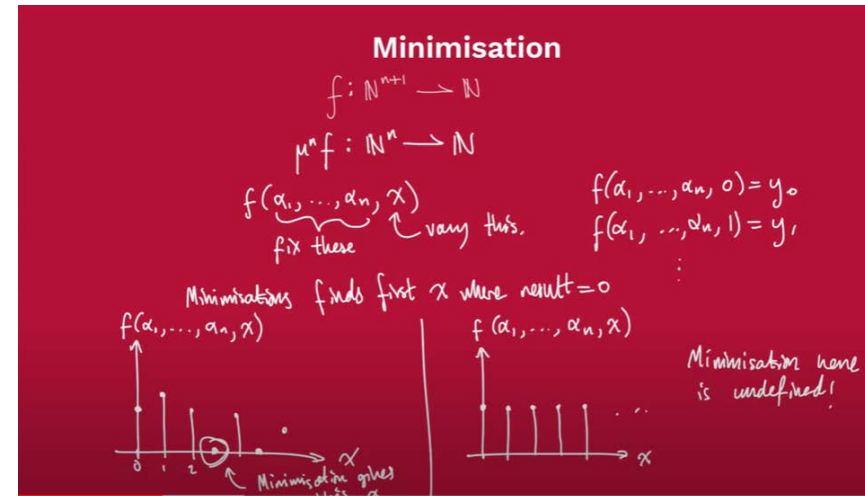 Minimisation
f : ℕⁿ⁺¹ → ℕ
μⁿf : ℕⁿ → ℕ
f(α₁, ..., αₙ, x)
fix these
vary this.
f(α₁, ..., αₙ, 0) = y₀
f(α₁, ..., αₙ, 1) = y₁
⋮
Minimisation finds first x where result = 0
f(α₁, ..., αₙ, x)
0 1 2
x
Minimisation gives
this x
f(α₁, ..., αₙ, x)
...
x
Minimisation here
is undefined!